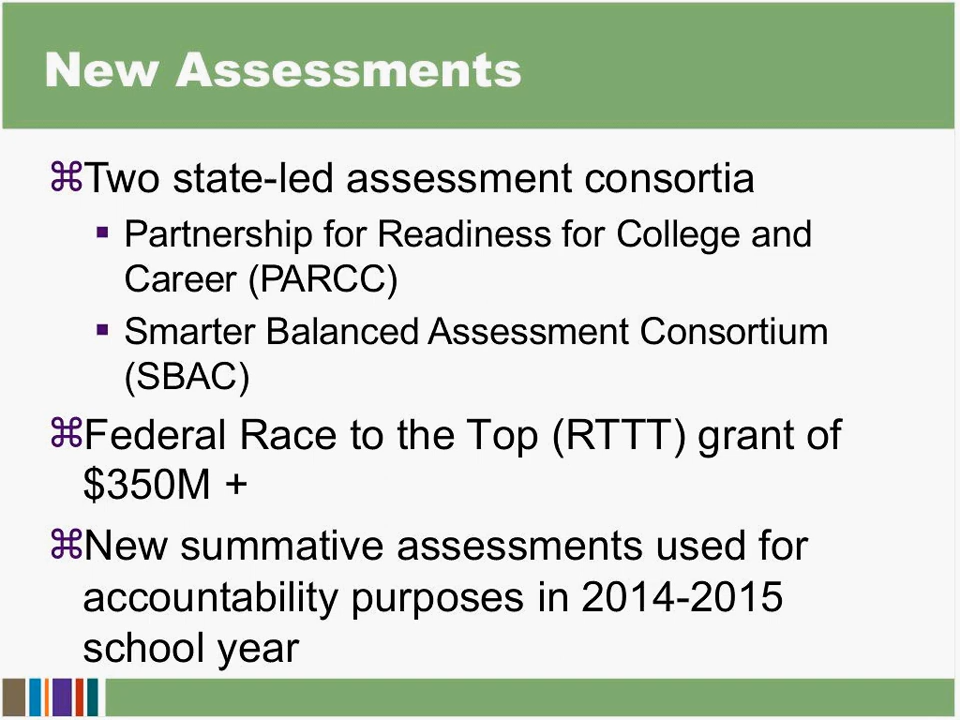 New Assessments
Two state-led assessment consortia
Partnership for Readiness for College and
Career (PARCC)
Smarter Balanced Assessment Consortium
(SBAC)
Federal Race to the Top (RTTT) grant of
$350M +
New summative assessments used for
accountability purposes in 2014-2015
school year